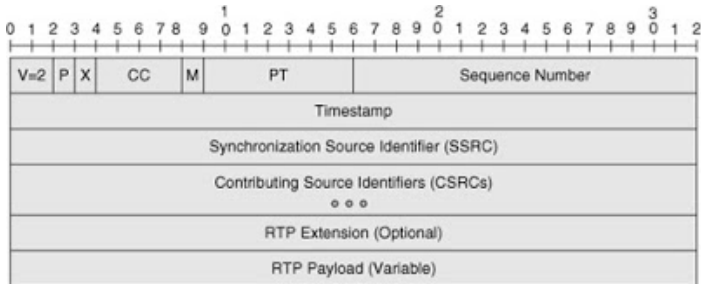 1 2 3
0 1 2 3 4 5 6 7 8 9 0 1 2 3 4 5 6 7 8 9 0 1 2 3 4 5 6 7 8 9 0 1 2
V=2 P X CC M PT Sequence Number
Timestamp
Synchronization Source Identifier (SSRC)
Contributing Source Identifiers (CSRCs)
RTP Extension (Optional)
RTP Payload (Variable)